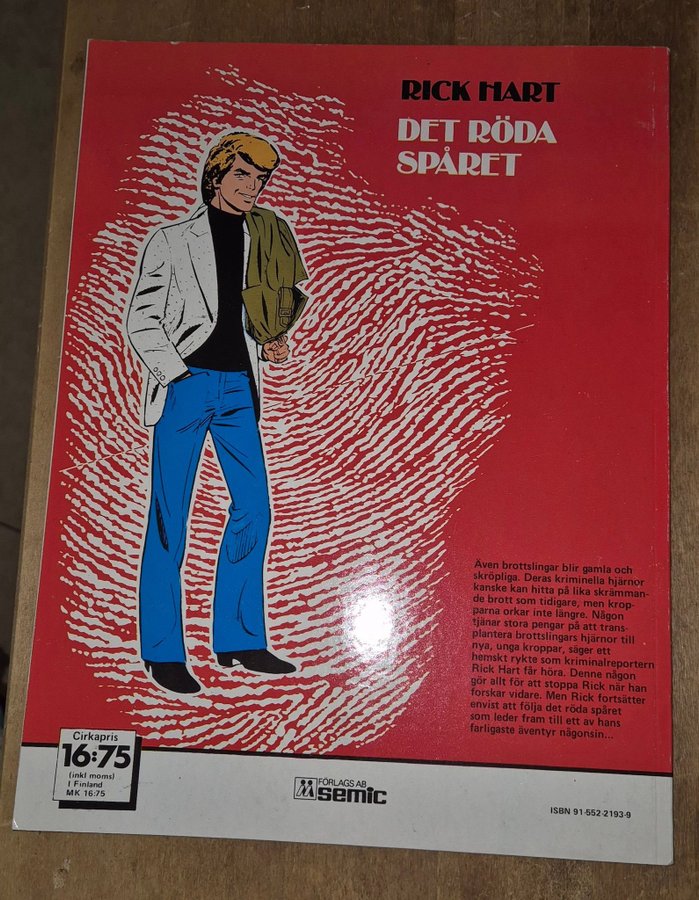 RICK HART
DET RÖDA
SPÅRET
Även brottslingar blir gamla och
skröpliga. Deras kriminella hjärnor
kanske kan hitta på lika skrämman-
de brott som tidigare, men krop-
parna orkar inte längre. Någon
tjänar stora pengar på att trans-
plantera brottslingars hjärnor till
nya, unga kroppar, säger ett
hemskt rykte som kriminalreportern
Rick Hart får höra. Denne någon
gör allt för att stoppa Rick när han
forskar vidare. Men Rick fortsätter
envist att följa det röda spåret
som leder fram till ett av hans
farligaste äventyr någonsin...
Cirkapris
16:75
(inkl moms)
I Finland
MK 16:75
FÖRLAGS AB
semic
ISBN 91-552-2193-9